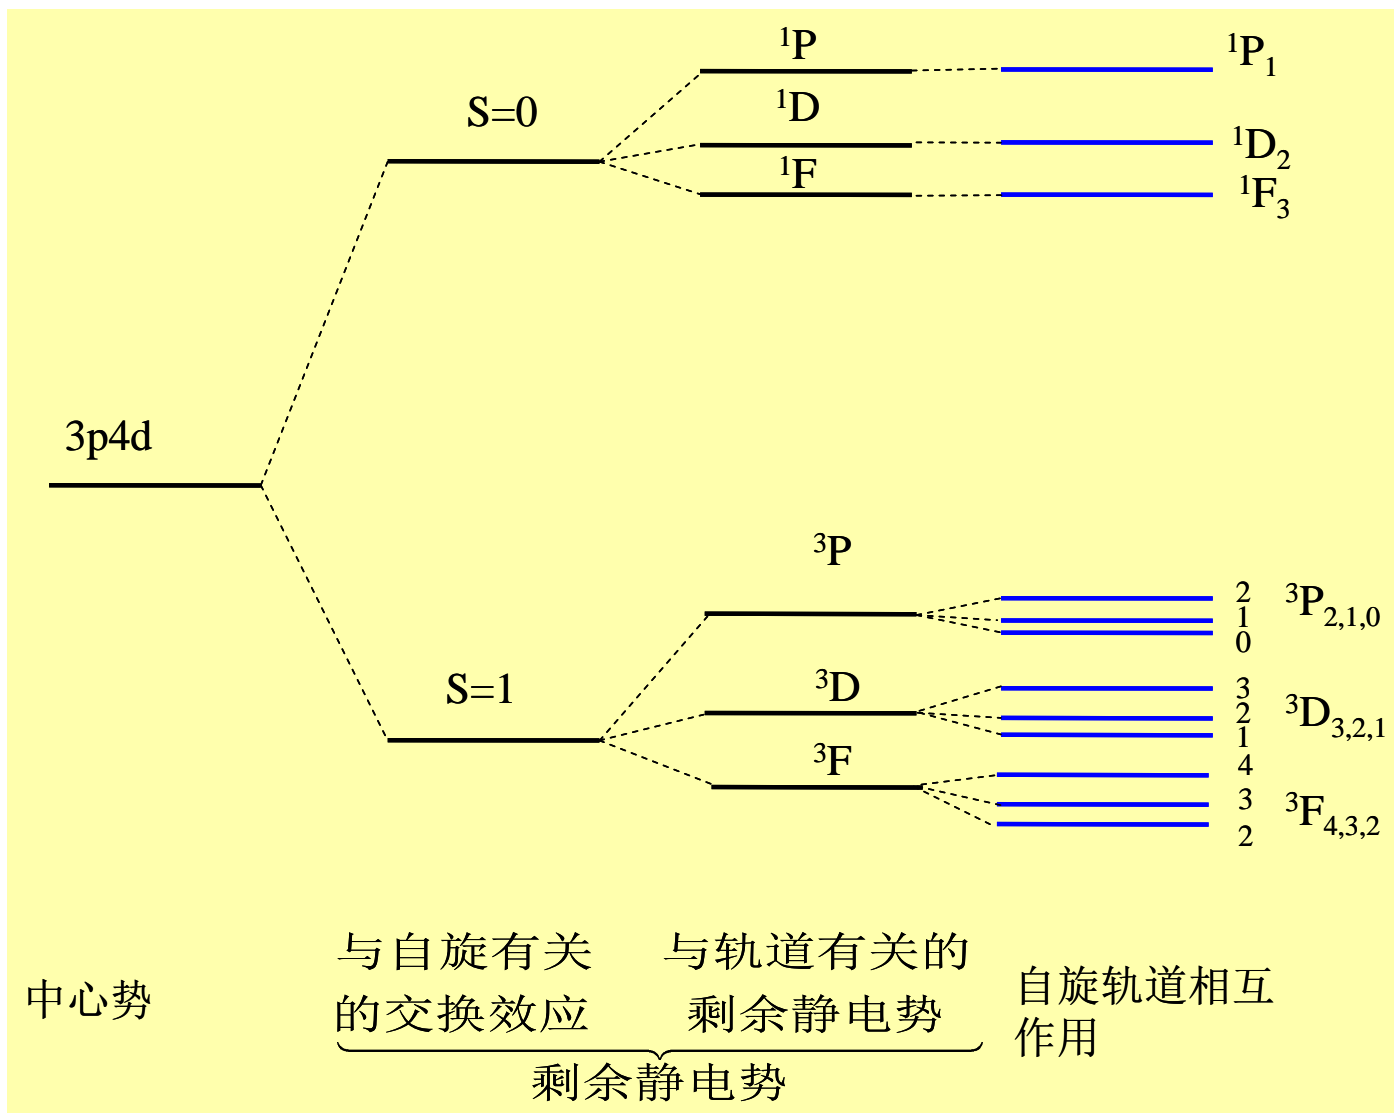 ¹P
¹P₁
S=0
¹D
¹D₂
¹F
¹F₃
3p4d
³P
2
1
0
³P₂,₁,₀
S=1
³D
3
2
1
³D₃,₂,₁
³F
4
3
2
³F₄,₃,₂
中心势
与自旋有关
的交换效应
与轨道有关的
剩余静电势
自旋轨道相互
作用
剩余静电势